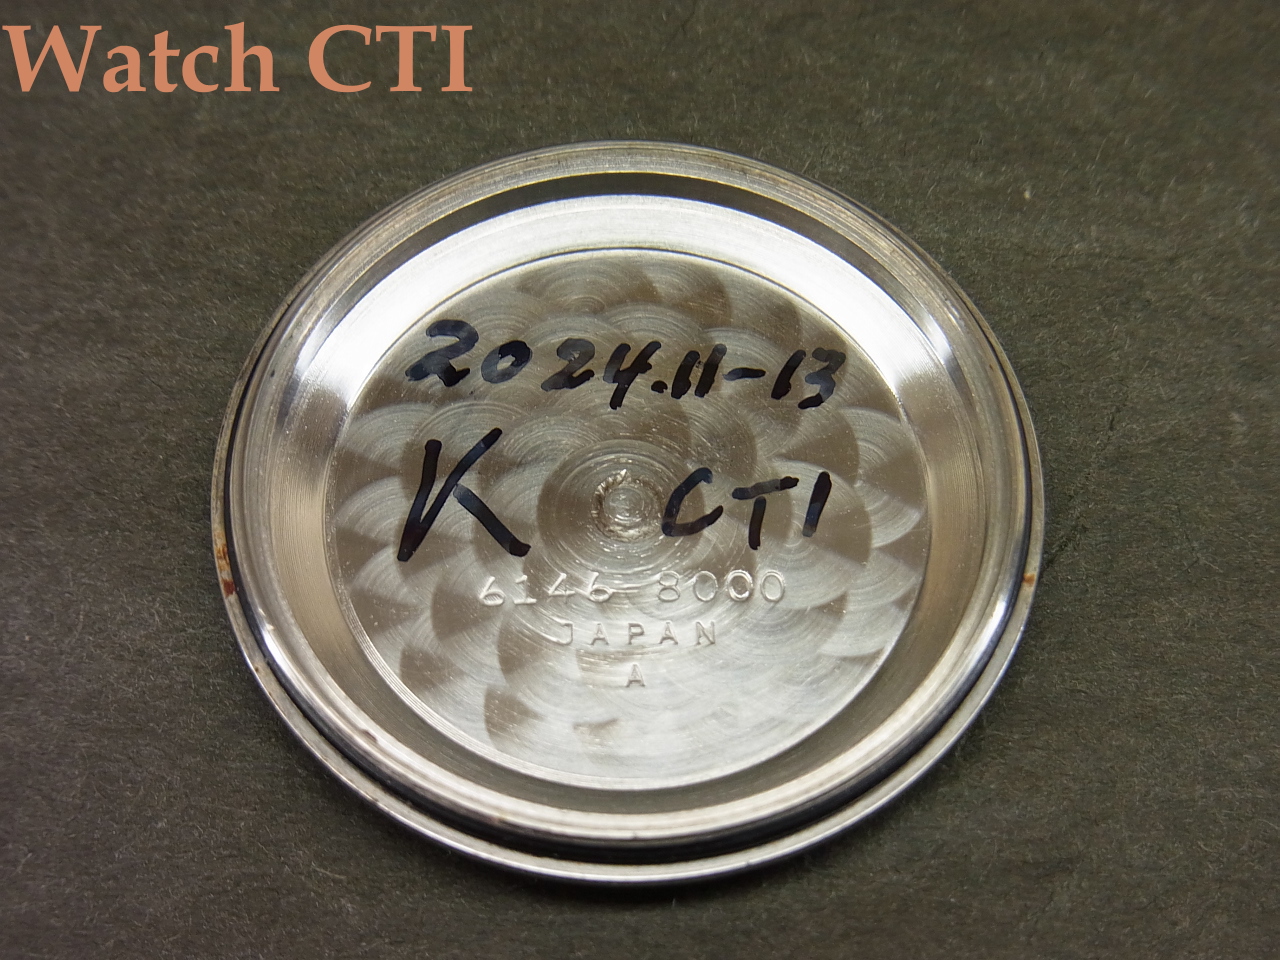 Watch CTI
2024.11-13
K CTI
6146-8000
JAPAN
A